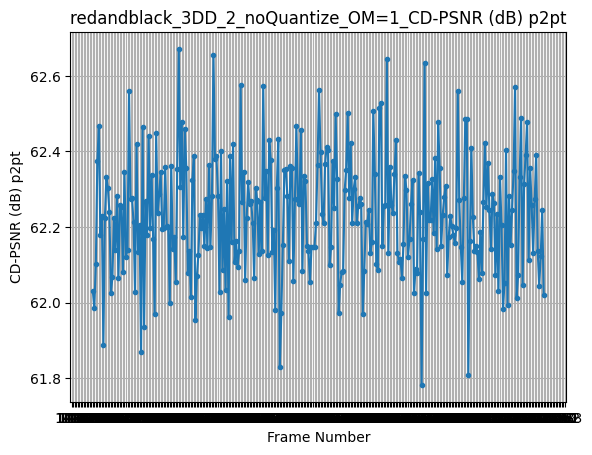 redandblack_3DD_2_noQuantize_OM=1_CD-PSNR (dB) p2pt
CD-PSNR (dB) p2pt
62.6
62.4
62.2
62.0
61.8
Frame Number